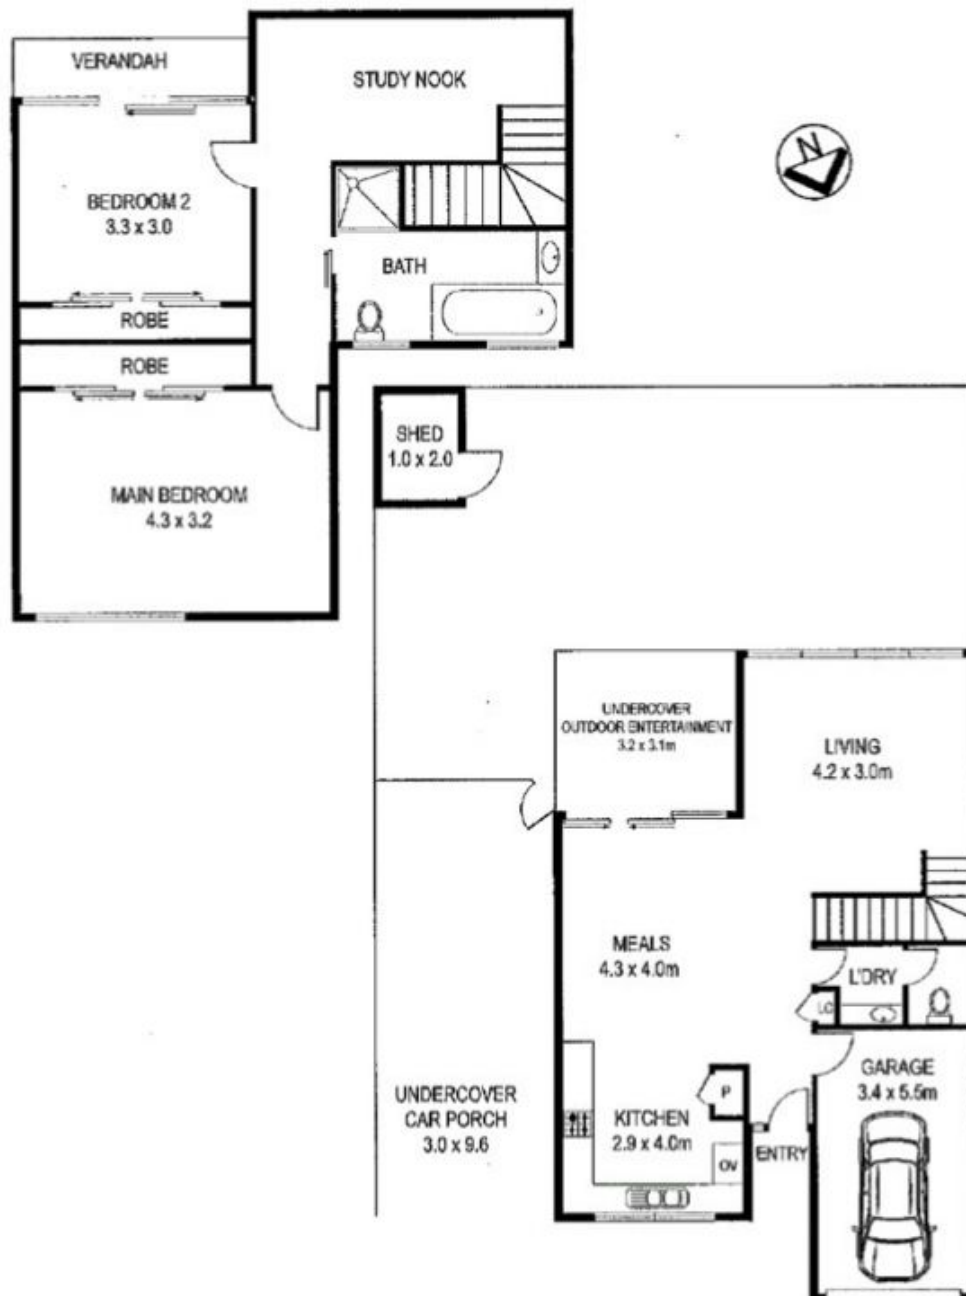 VERANDAH
STUDY NOOK
N
BEDROOM 2
3.3 x 3.0
BATH
ROBE
ROBE
MAIN BEDROOM
4.3 x 3.2
SHED
1.0 x 2.0
UNDERCOVER
OUTDOOR ENTERTAINMENT
3.2 x 3.1m
LIVING
4.2 x 3.0m
MEALS
4.3 x 4.0m
L'DRY
LC
GARAGE
3.4 x 5.5m
P
UNDERCOVER
CAR PORCH
3.0 x 9.6
KITCHEN
2.9 x 4.0m
ENTRY
OV